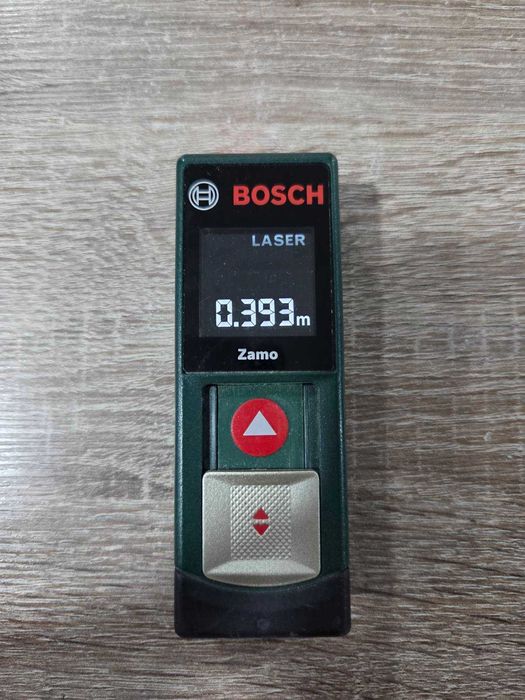 BOSCH
LASER
0.393m
Zamo